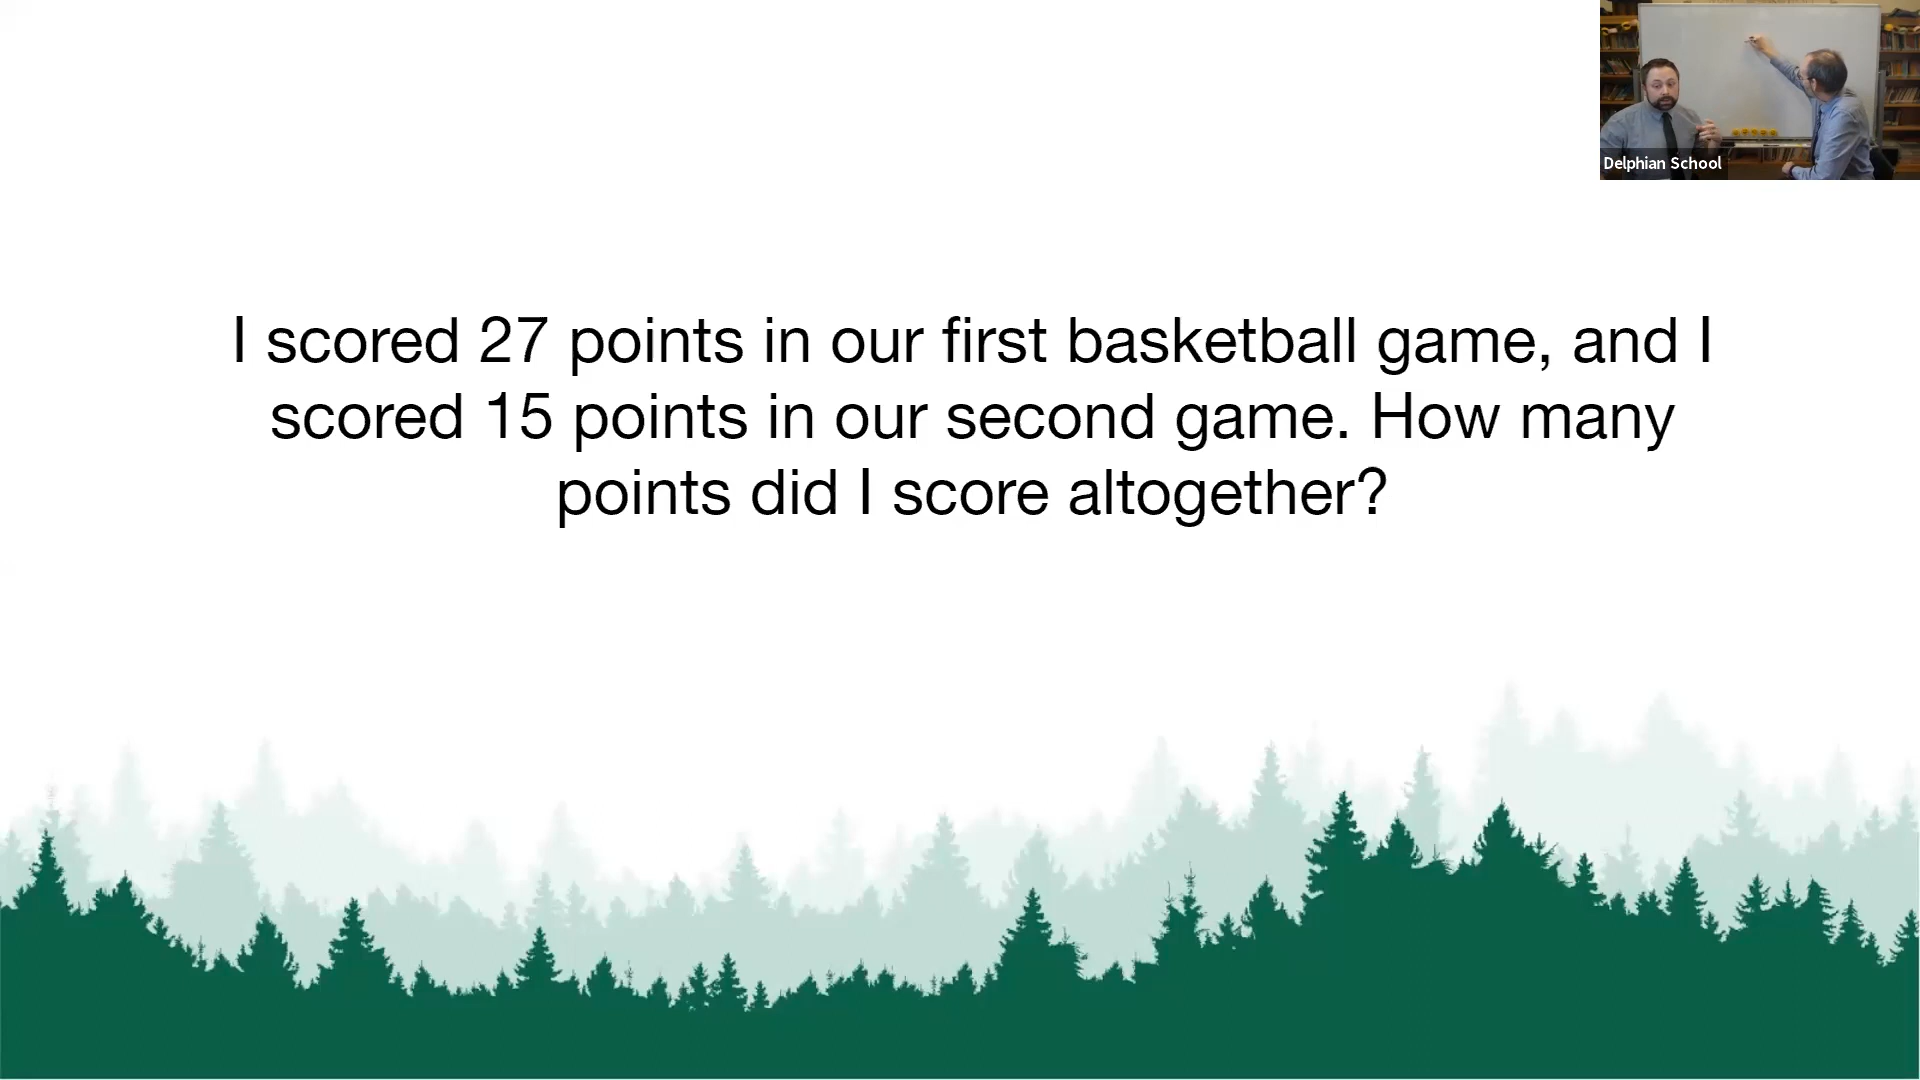 Delphian School
I scored 27 points in our first basketball game, and I
scored 15 points in our second game. How many
points did I score altogether?